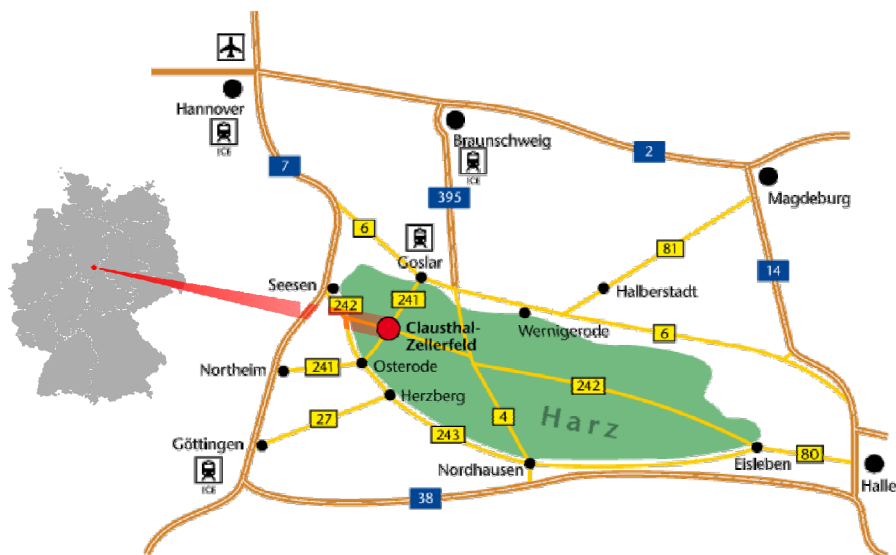 Hannover
ICE
Braunschweig
ICE
2
7
395
Magdeburg
6
81
Goslar
14
Seesen
242
241
Halberstadt
Clausthal-
Zellerfeld
Wernigerode
6
Northeim
241
Osterode
242
Herzberg
27
4
Harz
243
Göttingen
ICE
Nordhausen
Eisleben
80
Halle
38